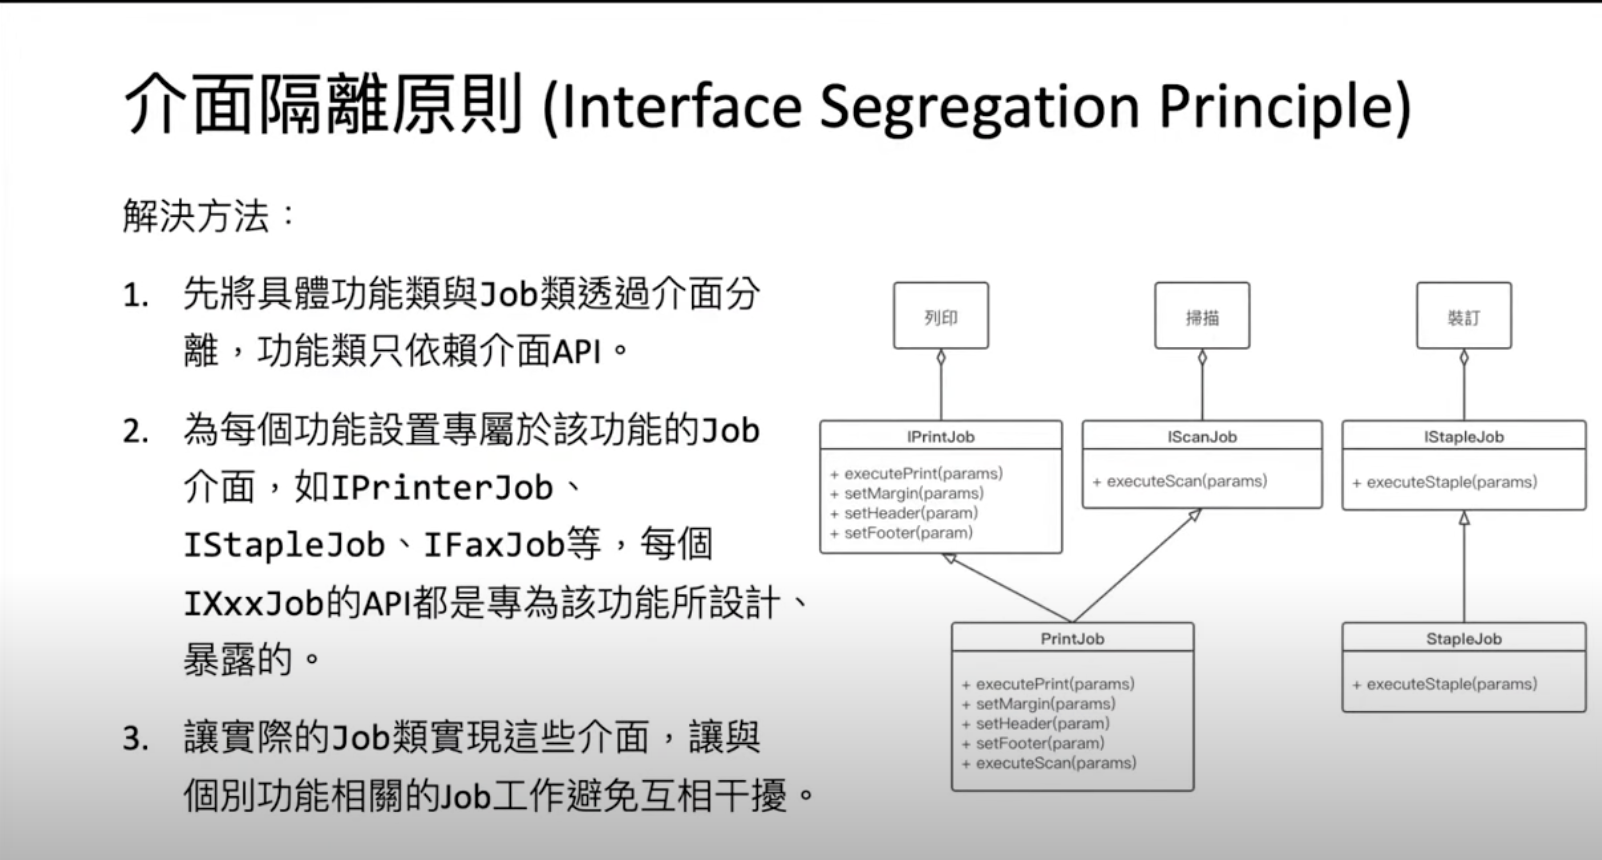 介面隔離原則 (Interface Segregation Principle)
解決方法：
1. 先將具體功能類與Job類透過介面分
離，功能類只依賴介面API。
2. 為每個功能設置專屬於該功能的Job
介面，如IPrinterJob、
IStapleJob、IFaxJob等，每個
IXxxJob的API都是專為該功能所設計、
暴露的。
3. 讓實際的Job類實現這些介面，讓與
個別功能相關的Job工作避免互相干擾。
列印
掃描
裝訂
IPrintJob
+ executePrint(params)
+ setMargin(params)
+ setHeader(param)
+ setFooter(param)
IScanJob
+ executeScan(params)
IStapleJob
+ executeStaple(params)
PrintJob
+ executePrint(params)
+ setMargin(params)
+ setHeader(param)
+ setFooter(param)
+ executeScan(params)
StapleJob
+ executeStaple(params)